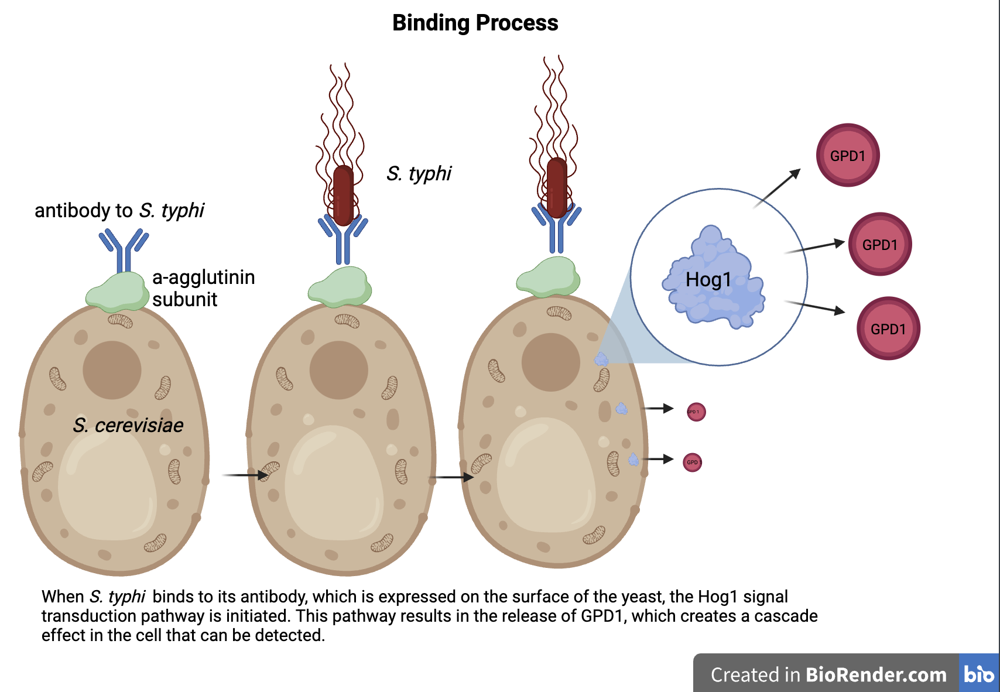 Binding Process
S. typhi
antibody to S. typhi
a-agglutinin
subunit
S. cerevisiae
GPD1
GPD1
Hog1
GPD1
GPD 1
GPD
When S. typhi binds to its antibody, which is expressed on the surface of the yeast, the Hog1 signal
transduction pathway is initiated. This pathway results in the release of GPD1, which creates a cascade
effect in the cell that can be detected.
Created in BioRender.com bio